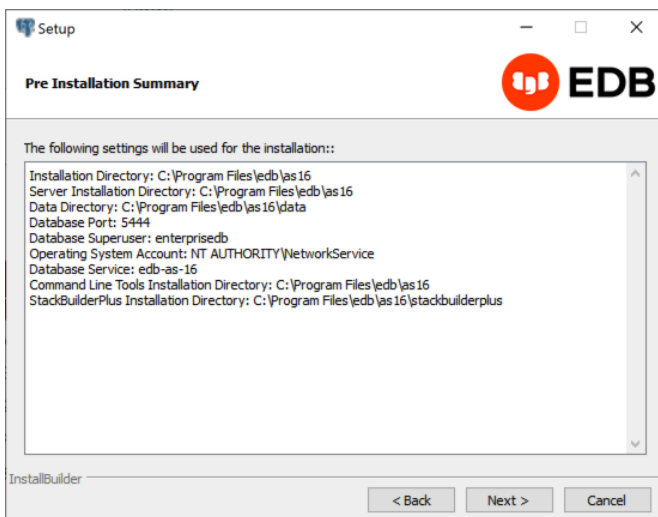 Setup
Pre Installation Summary
EDB
The following settings will be used for the installation::
Installation Directory: C:\Program Files\edb\as16
Server Installation Directory: C:\Program Files\edb\as16
Data Directory: C:\Program Files\edb\as16\data
Database Port: 5444
Database Superuser: enterprisedb
Operating System Account: NT AUTHORITY\NetworkService
Database Service: edb-as-16
Command Line Tools Installation Directory: C:\Program Files\edb\as16
StackBuilderPlus Installation Directory: C:\Program Files\edb\as16\stackbuilderplus
InstallBuilder
< Back
Next >
Cancel